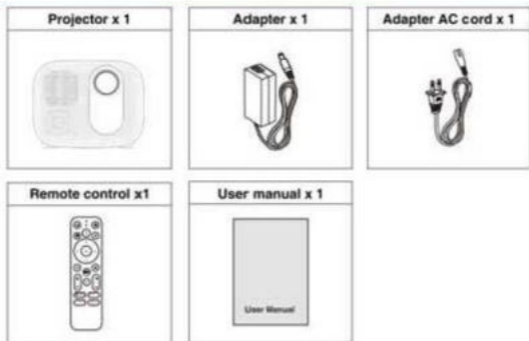 Projector x 1
Adapter x 1
Adapter AC cord x 1
Remote control x1
User manual x 1
User Manual